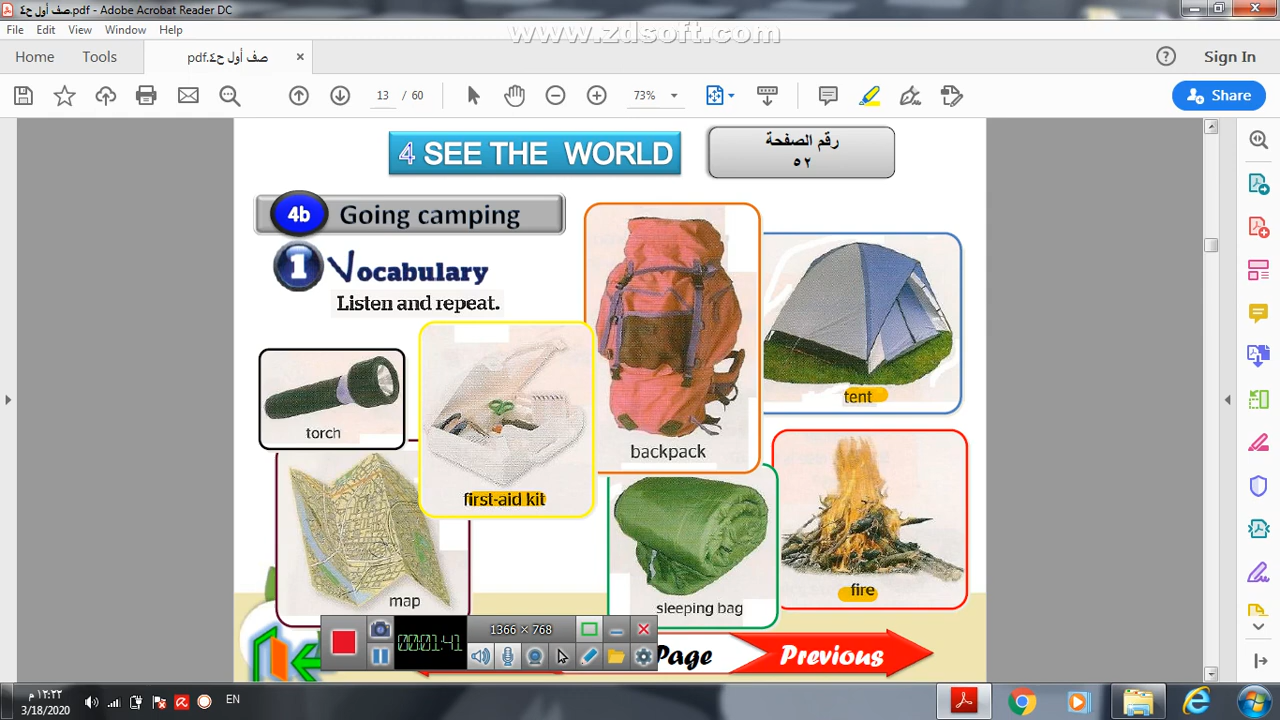 صف أول ح٤.pdf - Adobe Acrobat Reader DC
www.zdsoft.com
File Edit View Window Help
Home Tools صف أول ح٤.pdf × Sign In
13 / 60 73% Share
4 SEE THE WORLD
رقم الصفحة
٥٢
4b Going camping
1 Vocabulary
Listen and repeat.
torch
first-aid kit
backpack
tent
map
sleeping bag
fire
1366 × 768
00:01:41
Page
Previous
١٢:٢٢ م
3/18/2020
EN